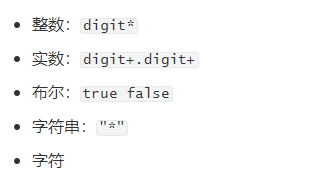 整数：digit*
实数：digit+.digit+
布尔：true false
字符串："*"
字符